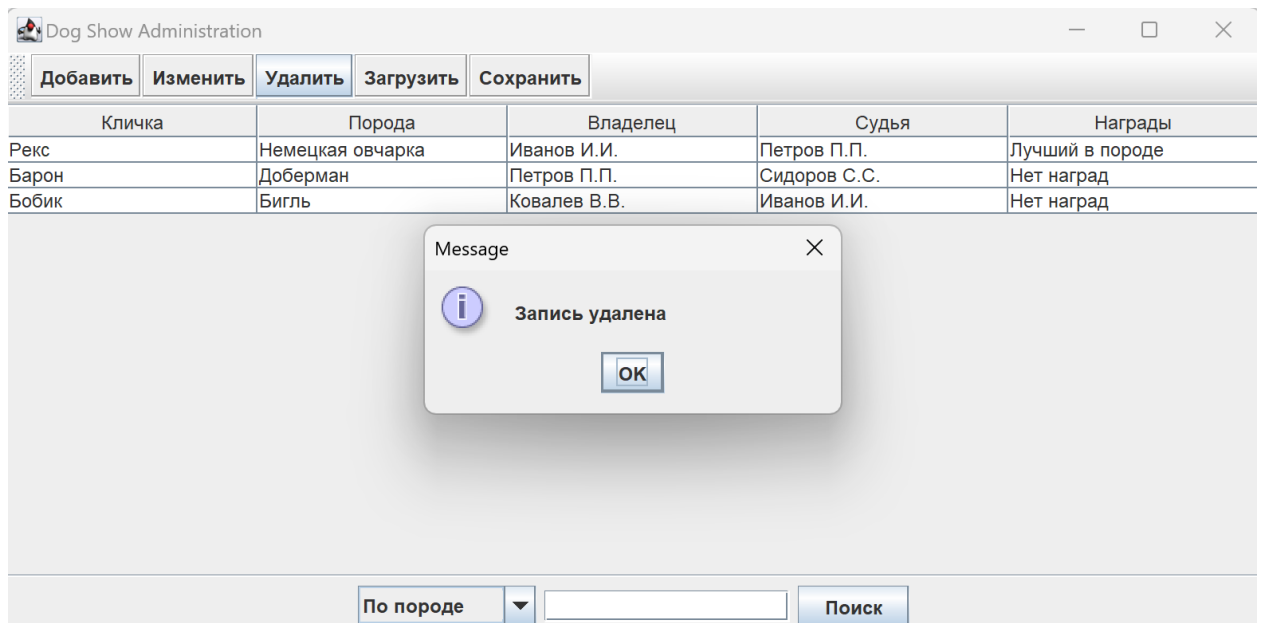 Dog Show Administration
Добавить Изменить Удалить Загрузить Сохранить
Кличка Порода Владелец Судья Награды
Рекс Немецкая овчарка Иванов И.И. Петров П.П. Лучший в породе
Барон Доберман Петров П.П. Сидоров С.С. Нет наград
Бобик Бигль Ковалев В.В. Иванов И.И. Нет наград
Message
Запись удалена
OK
По породе Поиск